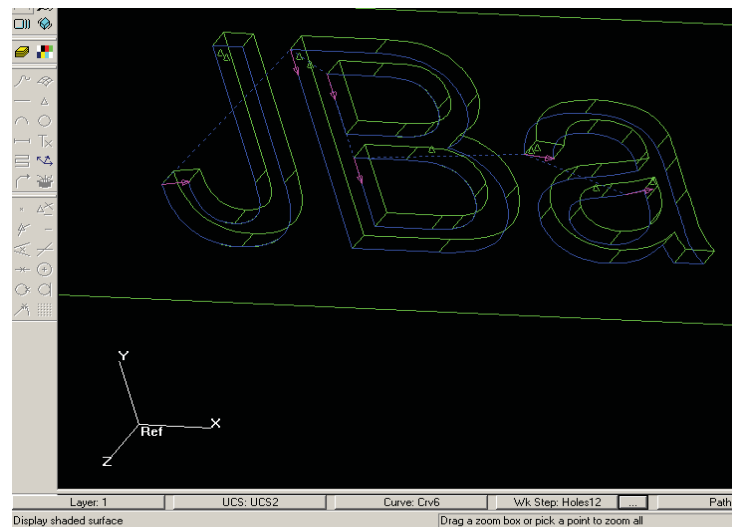 JBa
Y
X
Ref
Z
Layer: 1 UCS: UCS2 Curve: Crv6 Wk Step: Holes12 ... Path
Display shaded surface Drag a zoom box or pick a point to zoom all